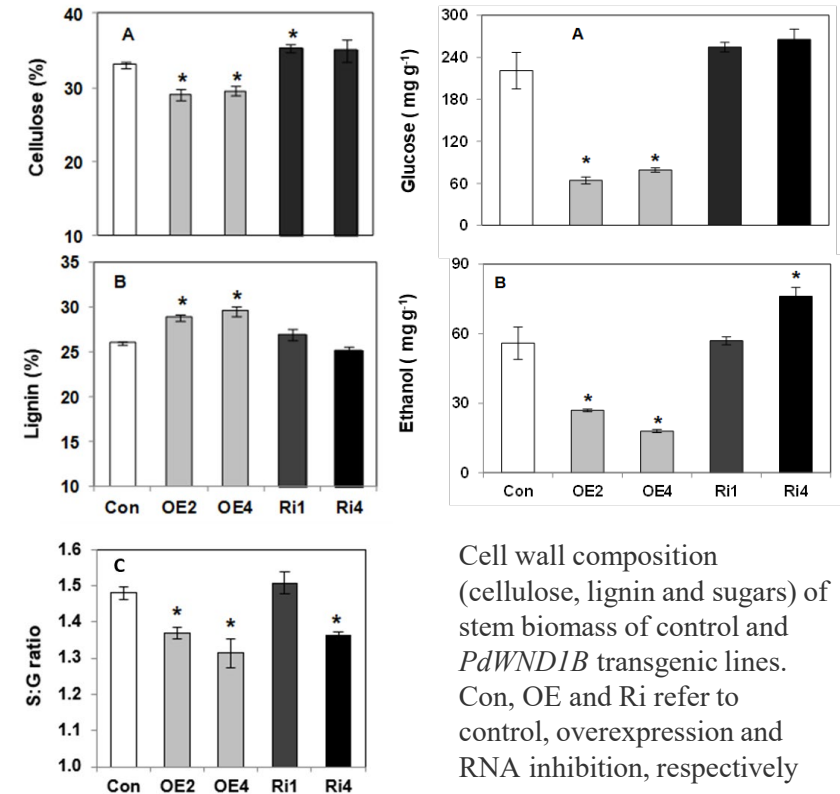 A
Cellulose (%)
40
30
20
10
*
*
*
B
Lignin (%)
35
30
25
20
15
10
*
*
Con OE2 OE4 Ri1 Ri4
C
S:G ratio
1.6
1.5
1.4
1.3
1.2
1.1
1.0
*
*
*
Con OE2 OE4 Ri1 Ri4
A
Glucose ( mg g-1)
300
240
180
120
60
0
*
*
B
Ethanol ( mg g-1)
90
60
30
0
*
*
*
Con OE2 OE4 Ri1 Ri4
Cell wall composition
(cellulose, lignin and sugars) of
stem biomass of control and
PdWND1B transgenic lines.
Con, OE and Ri refer to
control, overexpression and
RNA inhibition, respectively